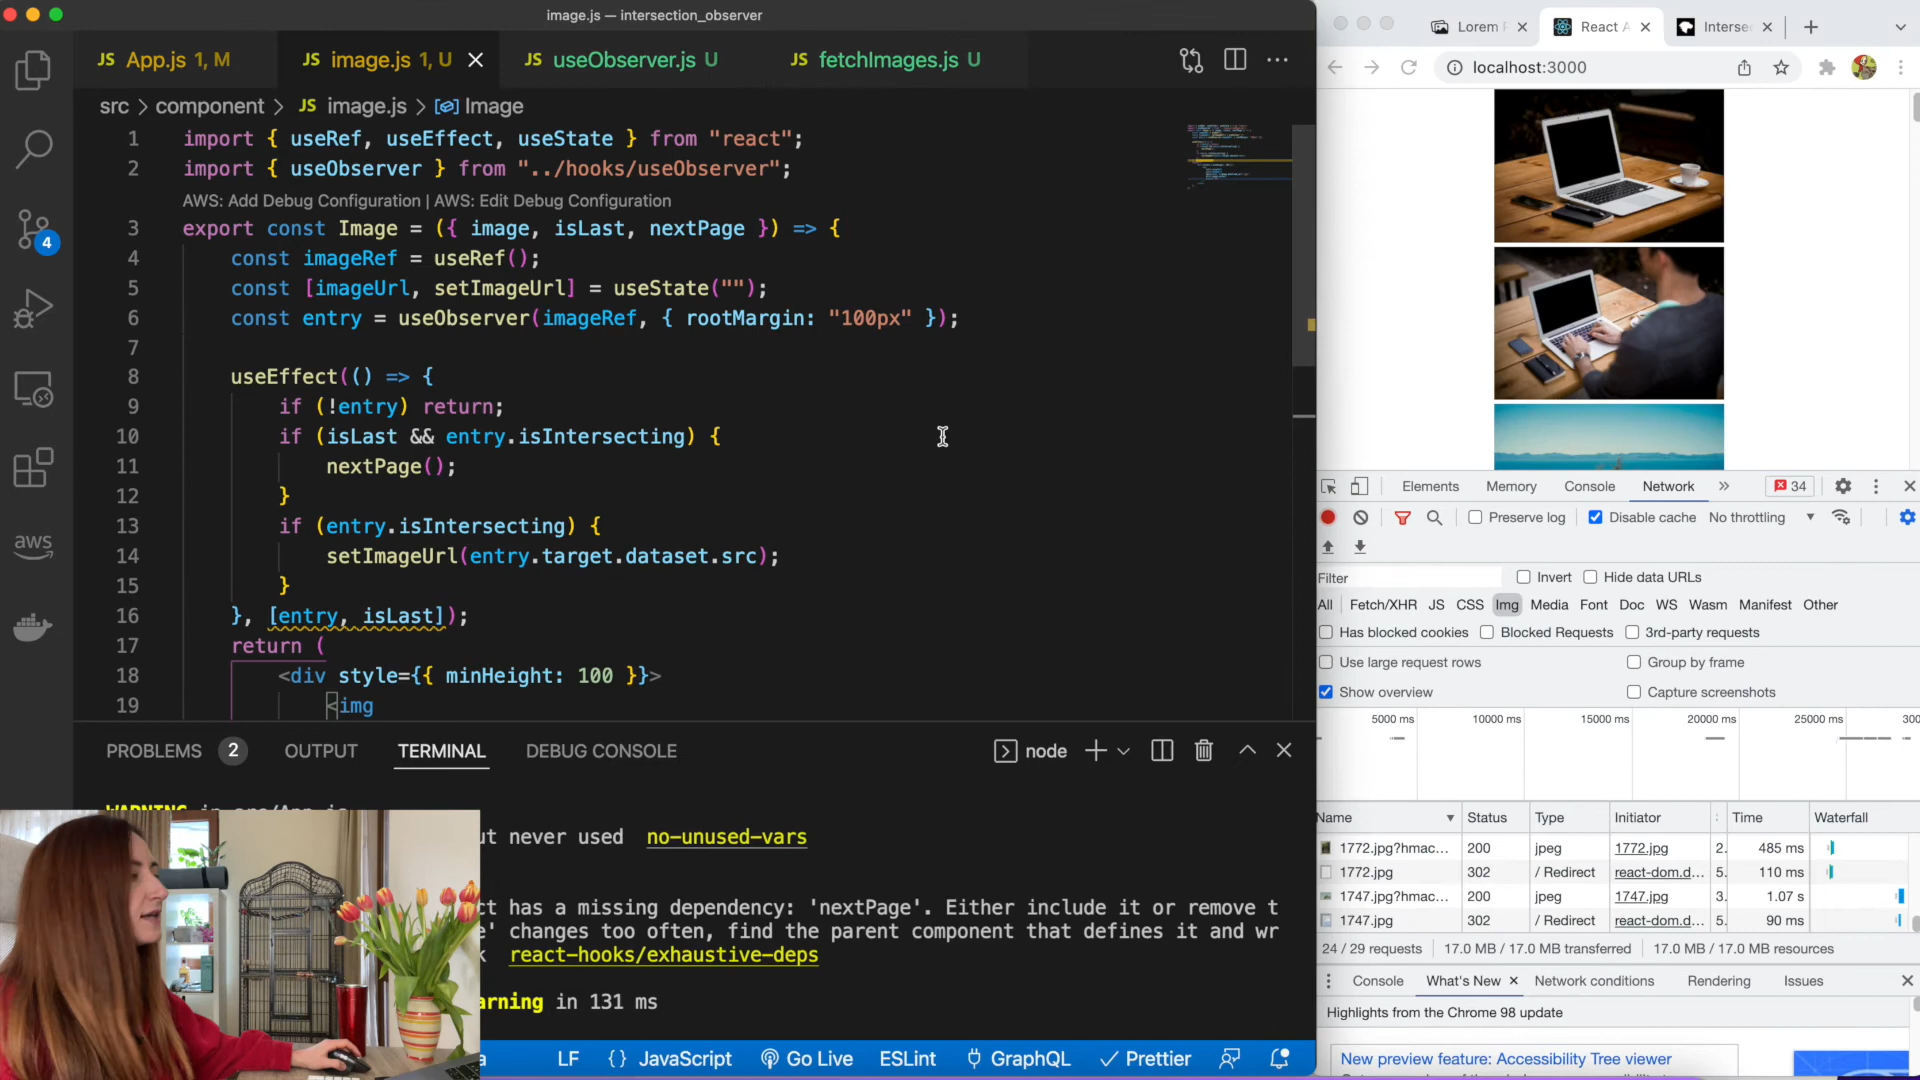 image.js — intersection_observer
JS App.js 1, M
JS image.js 1, U
JS useObserver.js U
JS fetchImages.js U
src > component > JS image.js > Image
1 import { useRef, useEffect, useState } from "react";
2 import { useObserver } from "../hooks/useObserver";
AWS: Add Debug Configuration | AWS: Edit Debug Configuration
3 export const Image = ({ image, isLast, nextPage }) => {
4 const imageRef = useRef();
5 const [imageUrl, setImageUrl] = useState("");
6 const entry = useObserver(imageRef, { rootMargin: "100px" });
7
8 useEffect(() => {
9 if (!entry) return;
10 if (isLast && entry.isIntersecting) {
11 nextPage();
12 }
13 if (entry.isIntersecting) {
14 setImageUrl(entry.target.dataset.src);
15 }
16 }, [entry, isLast]);
17 return (
18 <div style={{ minHeight: 100 }}>
19 <img
4
aws
PROBLEMS 2 OUTPUT TERMINAL DEBUG CONSOLE
node
ut never used no-unused-vars
ct has a missing dependency: 'nextPage'. Either include it or remove t
e' changes too often, find the parent component that defines it and wr
k react-hooks/exhaustive-deps
arning in 131 ms
LF {} JavaScript Go Live ESLint GraphQL Prettier
Lorem React A Interse
localhost:3000
Elements Memory Console Network 34
Preserve log Disable cache No throttling
Filter Invert Hide data URLs
All Fetch/XHR JS CSS Img Media Font Doc WS Wasm Manifest Other
Has blocked cookies Blocked Requests 3rd-party requests
Use large request rows Group by frame
Show overview Capture screenshots
5000 ms 10000 ms 15000 ms 20000 ms 25000 ms 300
Name Status Type Initiator Time Waterfall
1772.jpg?hmac... 200 jpeg 1772.jpg 2. 485 ms
1772.jpg 302 / Redirect react-dom.d... 5. 110 ms
1747.jpg?hmac... 200 jpeg 1747.jpg 3. 1.07 s
1747.jpg 302 / Redirect react-dom.d... 5. 90 ms
24 / 29 requests 17.0 MB / 17.0 MB transferred 17.0 MB / 17.0 MB resources
Console What's New Network conditions Rendering Issues
Highlights from the Chrome 98 update
New preview feature: Accessibility Tree viewer